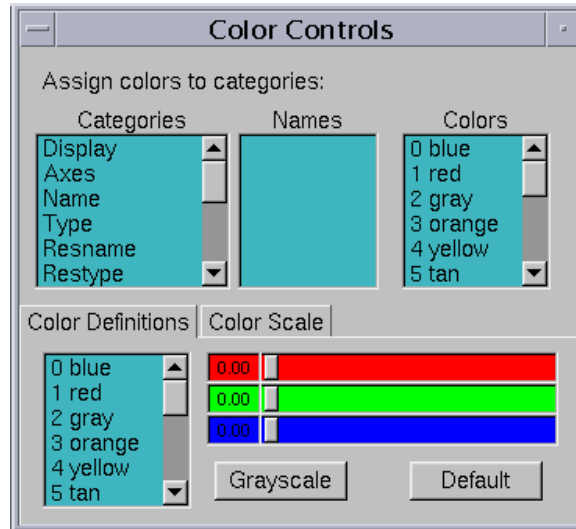 Color Controls
Assign colors to categories:
Categories Names Colors
Display
Axes
Name
Type
Resname
Restype
0 blue
1 red
2 gray
3 orange
4 yellow
5 tan
Color Definitions Color Scale
0 blue
1 red
2 gray
3 orange
4 yellow
5 tan
0.00
0.00
0.00
Grayscale Default